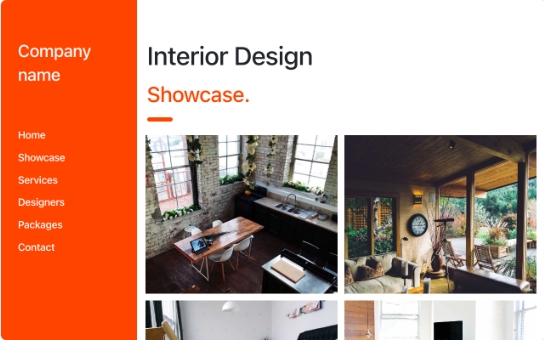 Company
name
Home
Showcase
Services
Designers
Packages
Contact
Interior Design
Showcase.